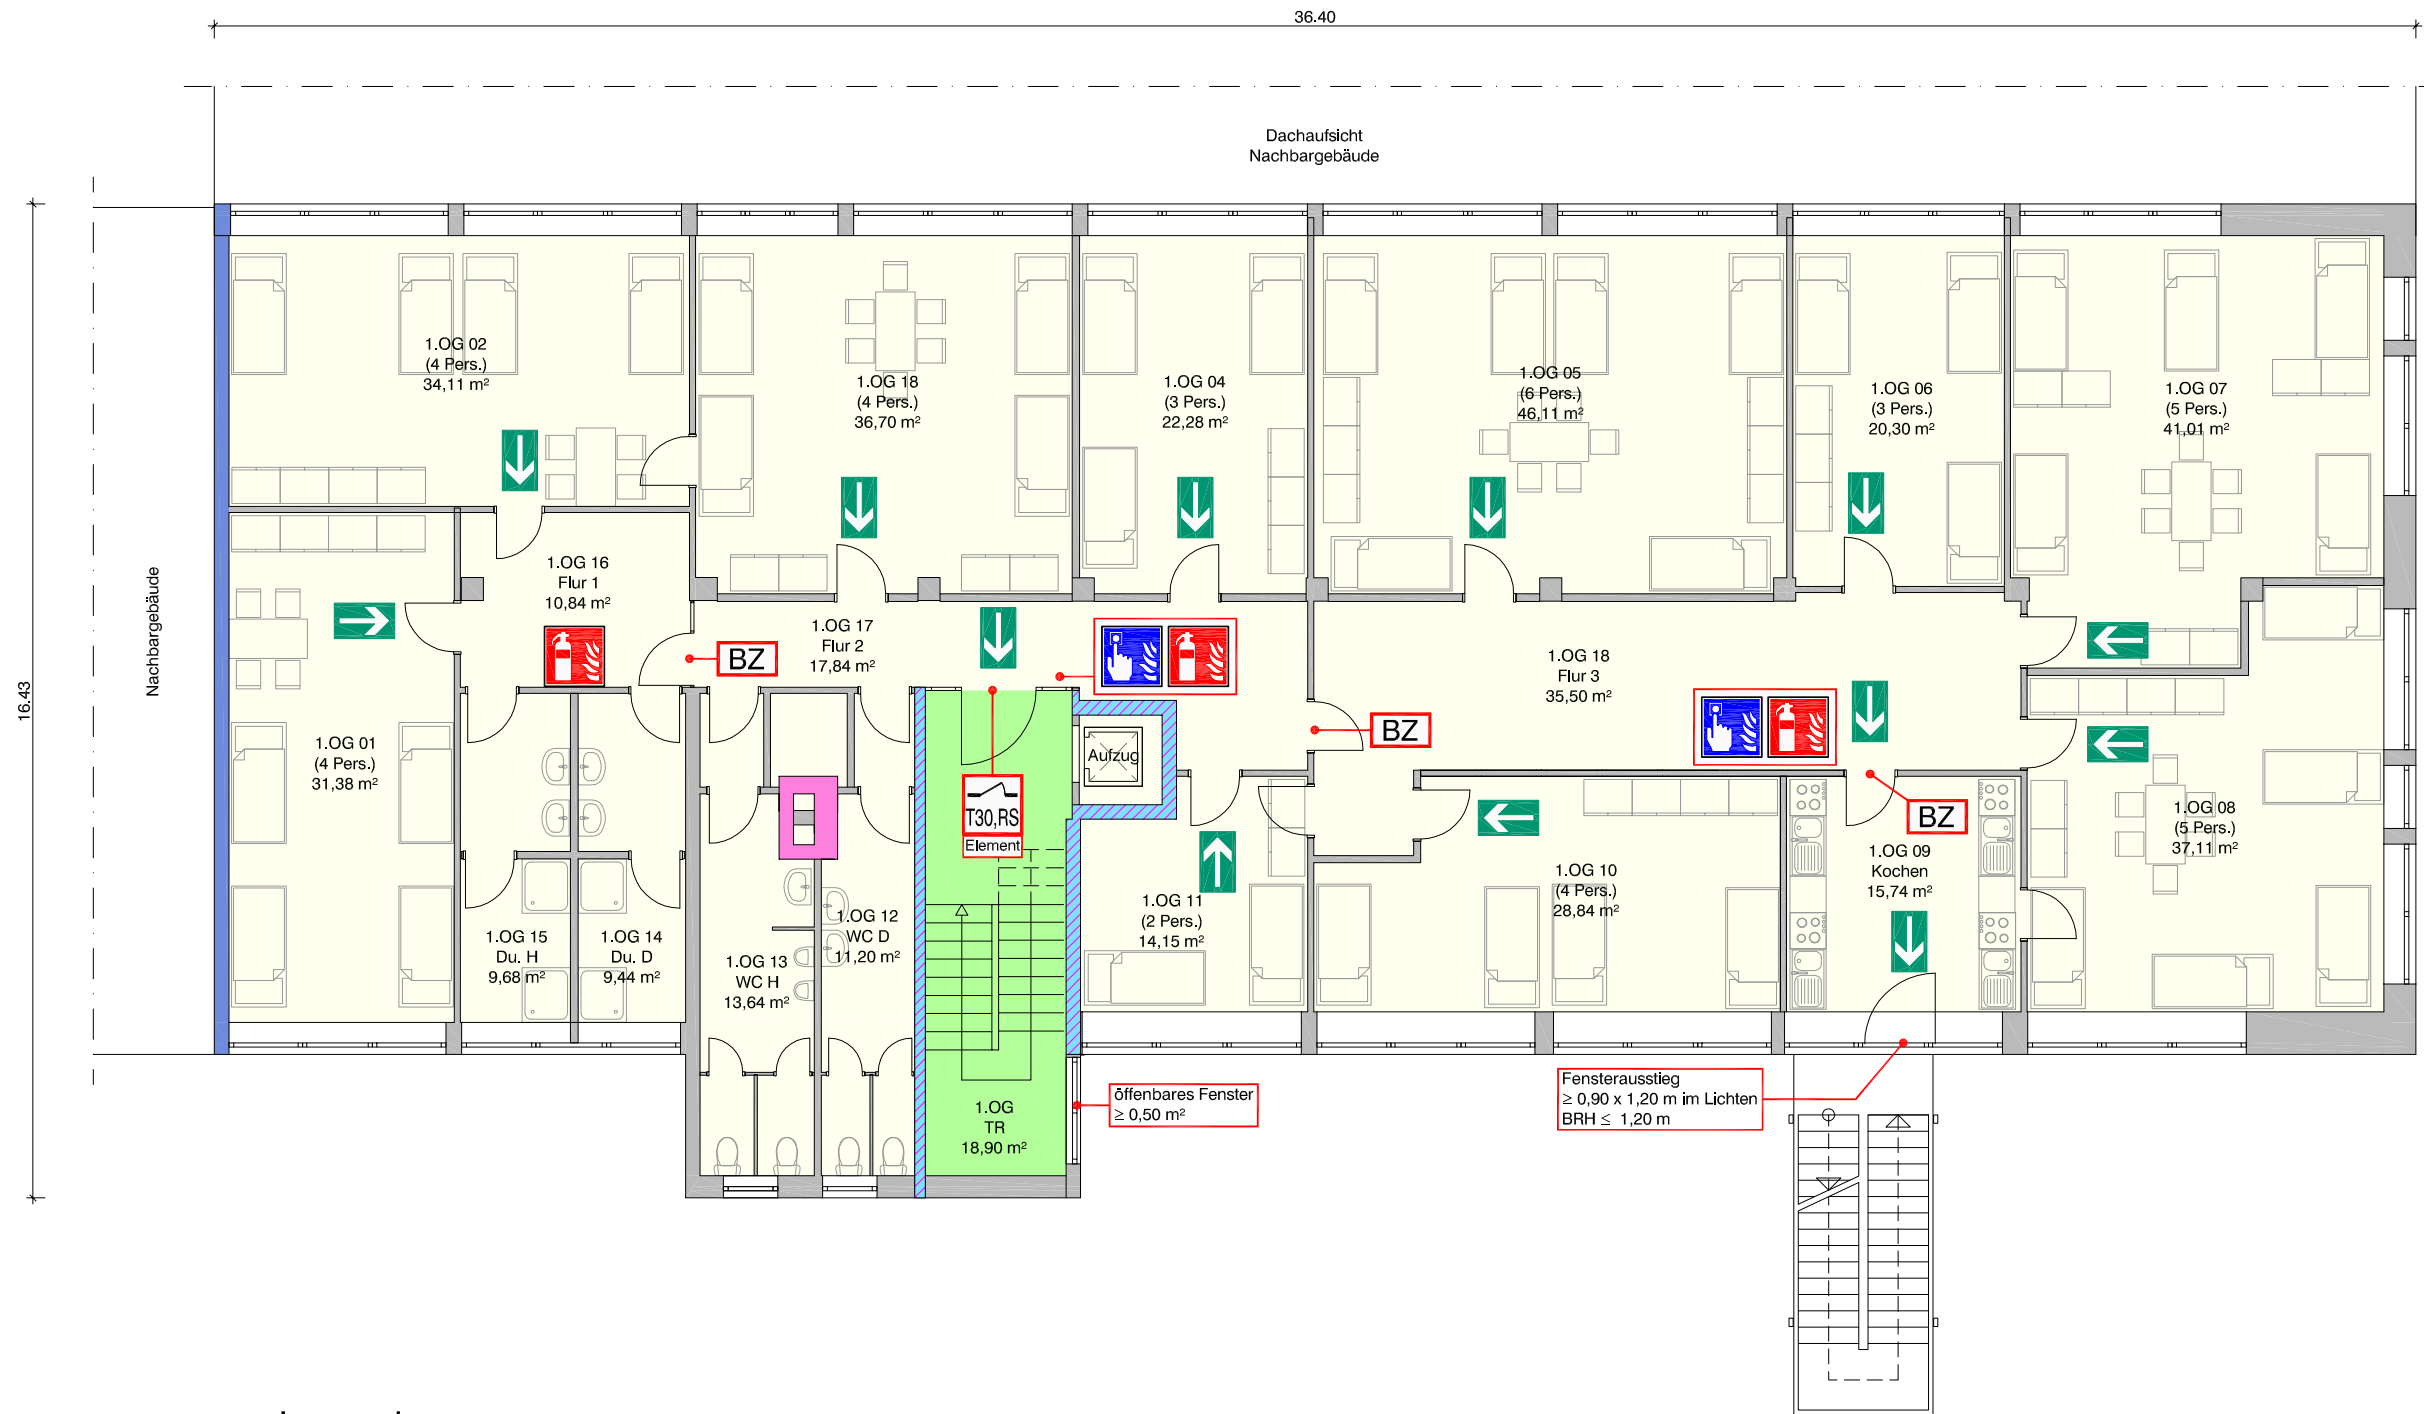 36.40
Dachaufsicht
Nachbargebäude
16.43
Nachbargebäude
1.OG 02
(4 Pers.)
34,11 m²
1.OG 18
(4 Pers.)
36,70 m²
1.OG 04
(3 Pers.)
22,28 m²
1.OG 05
(6 Pers.)
46,11 m²
1.OG 06
(3 Pers.)
20,30 m²
1.OG 07
(5 Pers.)
41,01 m²
1.OG 16
Flur 1
10,84 m²
BZ
1.OG 17
Flur 2
17,84 m²
1.OG 18
Flur 3
35,50 m²
BZ
1.OG 01
(4 Pers.)
31,38 m²
Aufzug
T30,RS
Element
BZ
1.OG 08
(5 Pers.)
37,11 m²
1.OG 09
Kochen
15,74 m²
1.OG 10
(4 Pers.)
28,84 m²
1.OG 11
(2 Pers.)
14,15 m²
1.OG 12
WC D
11,20 m²
1.OG 15
Du. H
9,68 m²
1.OG 14
Du. D
9,44 m²
1.OG 13
WC H
13,64 m²
1.OG
TR
18,90 m²
öffenbares Fenster
≥ 0,50 m²
Fensterausstieg
≥ 0,90 x 1,20 m im Lichten
BRH ≤ 1,20 m